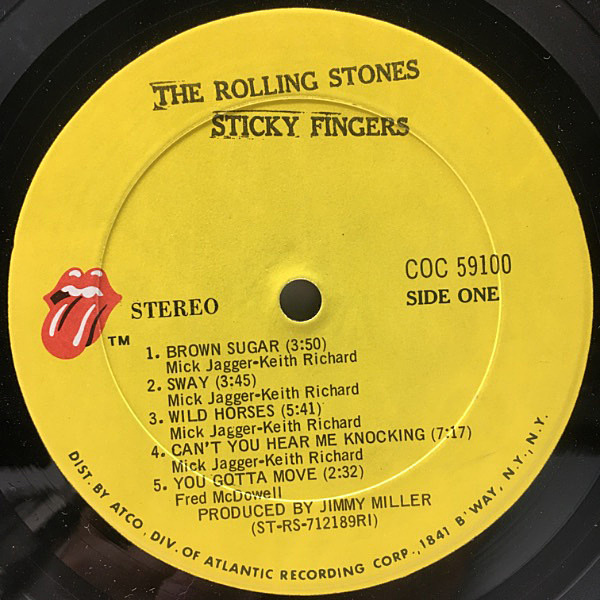 THE ROLLING STONES
STICKY FINGERS
COC 59100
STEREO
SIDE ONE
TM
1. BROWN SUGAR (3:50)
Mick Jagger-Keith Richard
2. SWAY (3:45)
Mick Jagger-Keith Richard
3. WILD HORSES (5:41)
Mick Jagger-Keith Richard
4. CAN'T YOU HEAR ME KNOCKING (7:17)
Mick Jagger-Keith Richard
5. YOU GOTTA MOVE (2:32)
Fred McDowell
PRODUCED BY JIMMY MILLER
(ST-RS-712189RI)
DIST. BY ATCO, DIV. OF ATLANTIC RECORDING CORP., 1841 B'WAY, N.Y., N.Y.